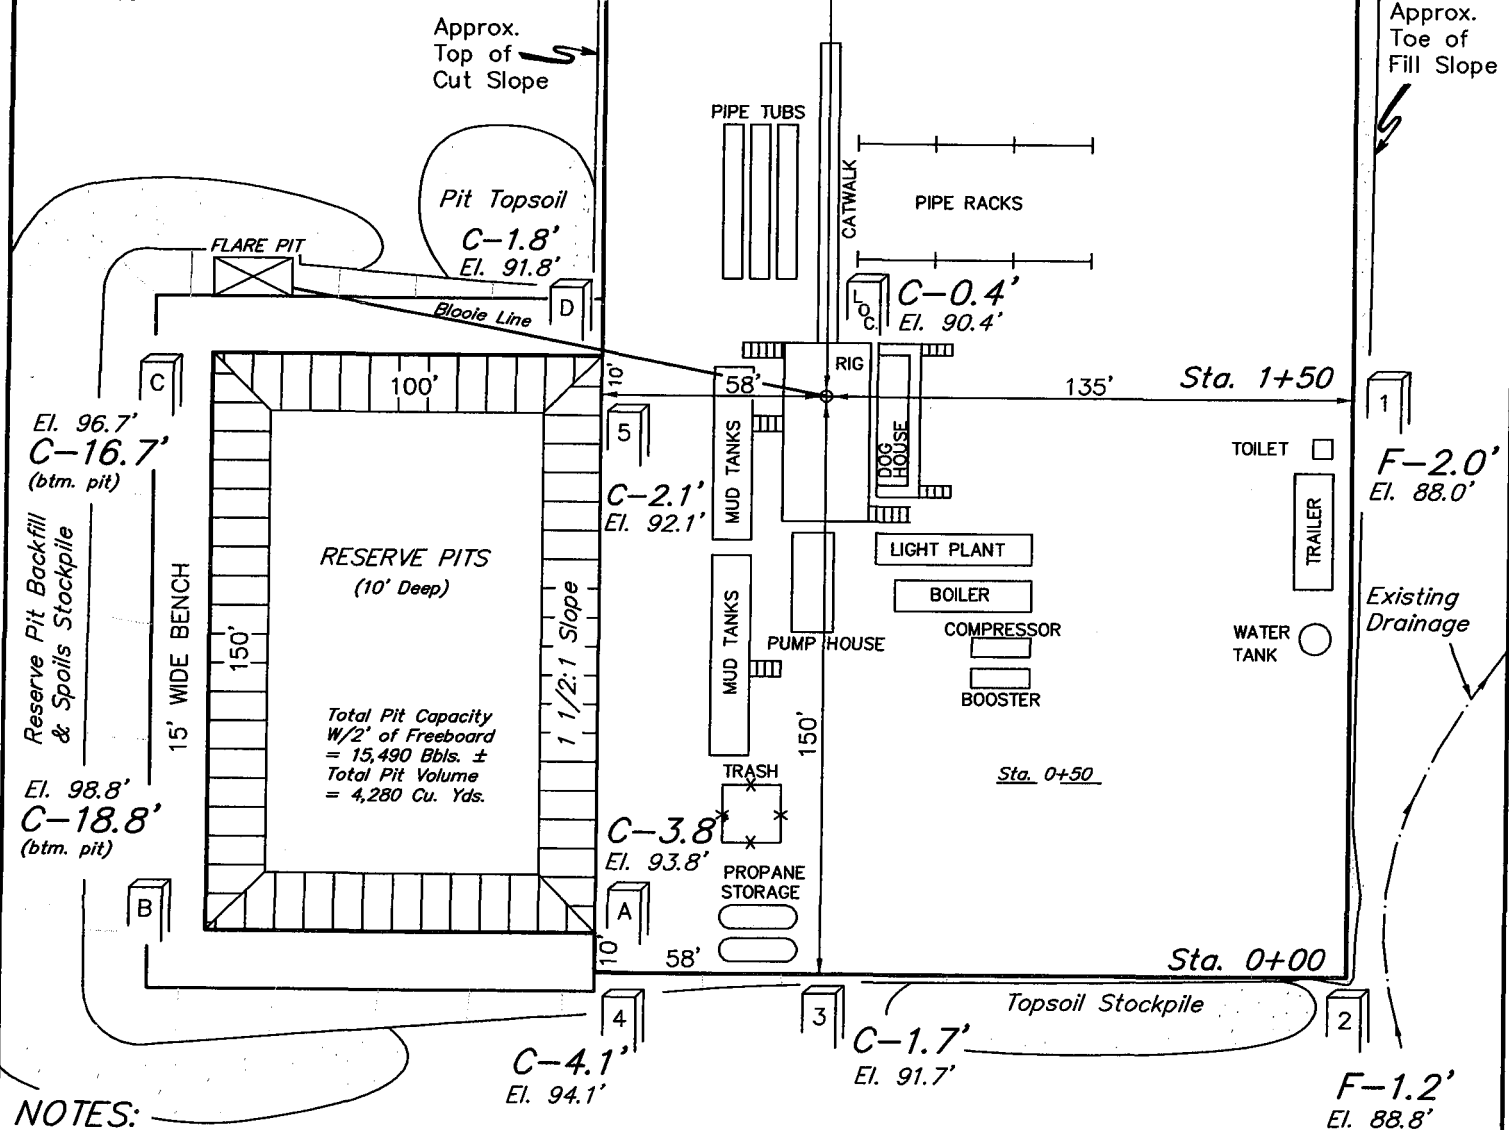 Approx.
Top of
Cut Slope
Approx.
Toe of
Fill Slope
PIPE TUBS
CATWALK
PIPE RACKS
Pit Topsoil
C-1.8'
El. 91.8'
FLARE PIT
D
Blooie Line
LOC.
C-0.4'
El. 90.4'
RIG
C
100'
10'
58'
135'
Sta. 1+50
1
El. 96.7'
C-16.7'
(btm. pit)
5
MUD TANKS
DOG
HOUSE
TOILET
F-2.0'
El. 88.0'
C-2.1'
El. 92.1'
TRAILER
Reserve Pit Backfill
& Spoils Stockpile
15' WIDE BENCH
RESERVE PITS
(10' Deep)
150'
1 1/2:1 Slope
LIGHT PLANT
BOILER
COMPRESSOR
BOOSTER
PUMP HOUSE
MUD TANKS
WATER
TANK
Existing
Drainage
Total Pit Capacity
W/2' of Freeboard
= 15,490 Bbls. ±
Total Pit Volume
= 4,280 Cu. Yds.
150'
TRASH
Sta. 0+50
El. 98.8'
C-18.8'
(btm. pit)
C-3.8'
El. 93.8'
PROPANE
STORAGE
B
A
10'
58'
Sta. 0+00
4
3
Topsoil Stockpile
2
C-4.1'
El. 94.1'
C-1.7'
El. 91.7'
F-1.2'
El. 88.8'
NOTES: